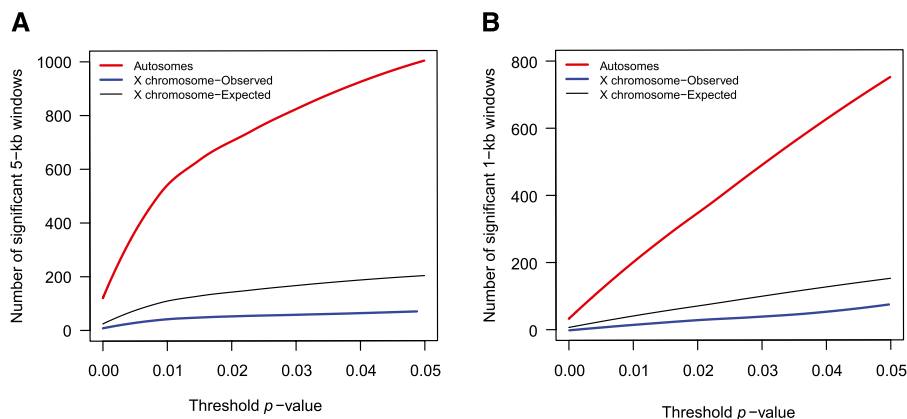 A
Number of significant 5−kb windows
1000
800
600
400
200
0
Autosomes
X chromosome−Observed
X chromosome−Expected
0.00 0.01 0.02 0.03 0.04 0.05
Threshold p−value
B
Number of significant 1−kb windows
800
600
400
200
0
Autosomes
X chromosome−Observed
X chromosome−Expected
0.00 0.01 0.02 0.03 0.04 0.05
Threshold p−value